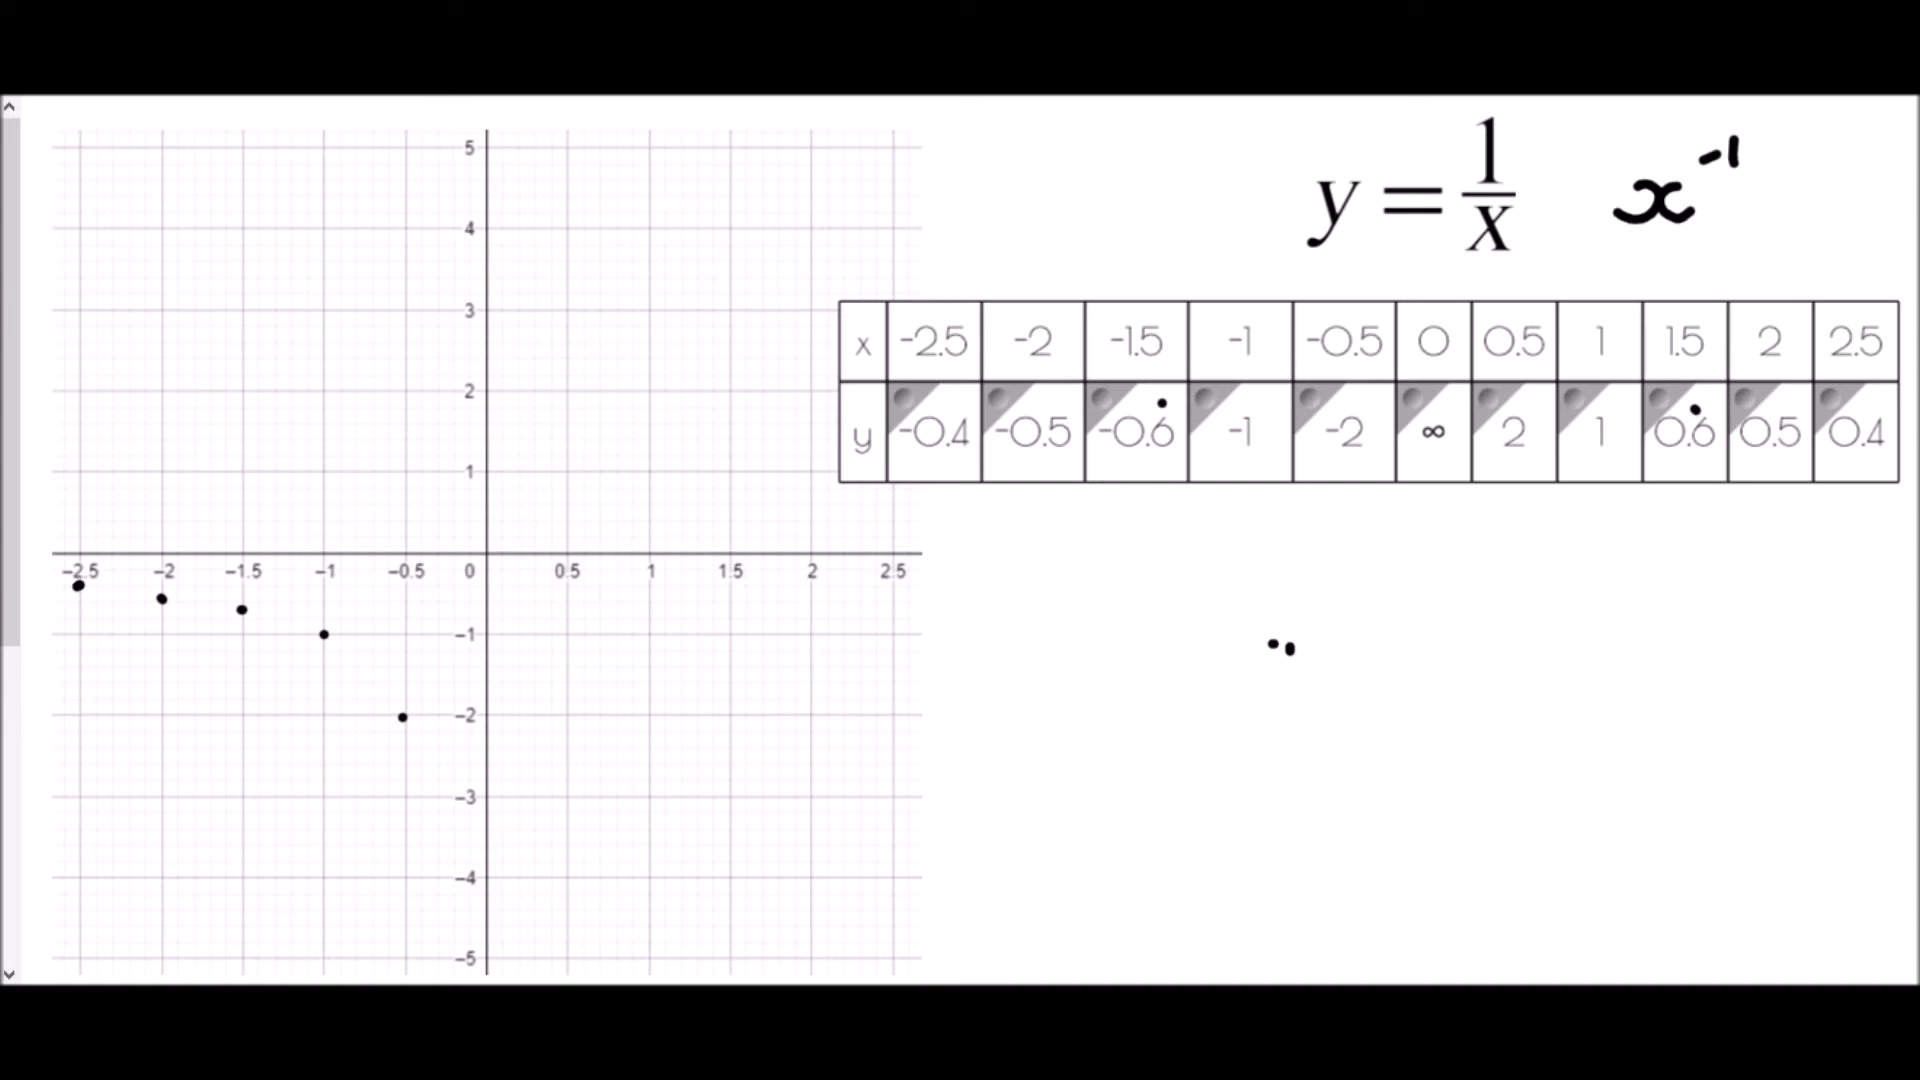 y = 1/x x⁻¹
x -2.5 -2 -1.5 -1 -0.5 0 0.5 1 1.5 2 2.5
y -0.4 -0.5 -0.6̇ -1 -2 ∞ 2 1 0.6̇ 0.5 0.4
5
4
3
2
1
−2.5 −2 −1.5 −1 −0.5 0 0.5 1 1.5 2 2.5
−1
−2
−3
−4
−5